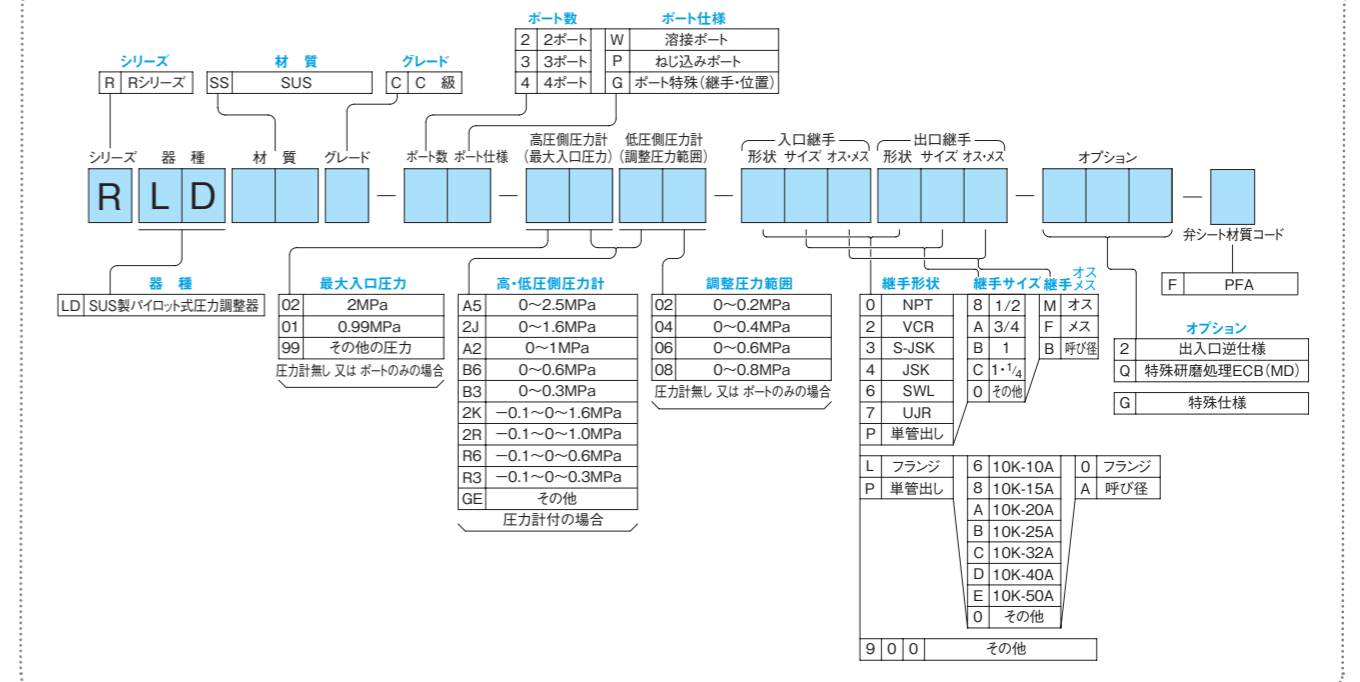 ポート数 ポート仕様
2 2ポート W 溶接ポート
シリーズ 材 質 グレード 3 3ポート P ねじ込みポート
R Rシリーズ SS SUS C C 級 4 4ポート G ポート特殊(継手・位置)
高圧側圧力計 低圧側圧力計 入口継手 出口継手
シリーズ 器 種 材 質 グレード ポート数 ポート仕様 (最大入口圧力) (調整圧力範囲) 形状 サイズ オス・メス 形状 サイズ オス・メス オプション
R L D — — — — —
弁シート材質コード
F PFA
器 種
LD SUS製パイロット式圧力調整器
最大入口圧力
02 2MPa
01 0.99MPa
99 その他の圧力
圧力計無し 又は ポートのみの場合
高・低圧側圧力計
A5 0〜2.5MPa
2J 0〜1.6MPa
A2 0〜1MPa
B6 0〜0.6MPa
B3 0〜0.3MPa
2K −0.1〜0〜1.6MPa
2R −0.1〜0〜1.0MPa
R6 −0.1〜0〜0.6MPa
R3 −0.1〜0〜0.3MPa
GE その他
圧力計付の場合
調整圧力範囲
02 0〜0.2MPa
04 0〜0.4MPa
06 0〜0.6MPa
08 0〜0.8MPa
圧力計無し 又は ポートのみの場合
継手形状 継手サイズ 継手オスメス
0 NPT 8 1/2 M オス
2 VCR A 3/4 F メス
3 S-JSK B 1 B 呼び径
4 JSK C 1・1/4
6 SWL 0 その他
7 UJR
P 単管出し
L フランジ 6 10K-10A 0 フランジ
P 単管出し 8 10K-15A A 呼び径
A 10K-20A
B 10K-25A
C 10K-32A
D 10K-40A
E 10K-50A
0 その他
9 0 0 その他
オプション
2 出入口逆仕様
Q 特殊研磨処理ECB(MD)
G 特殊仕様